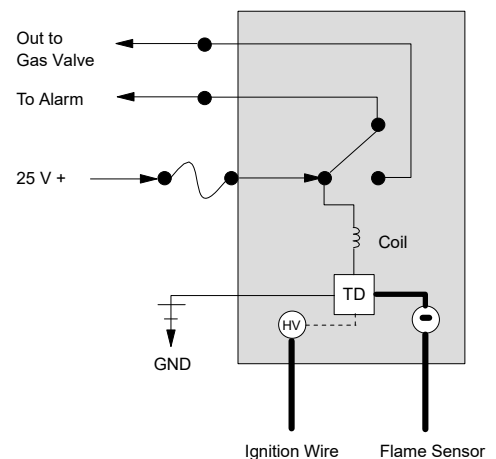 Out to
Gas Valve
To Alarm
25 V +
Coil
TD
HV
GND
Ignition Wire
Flame Sensor